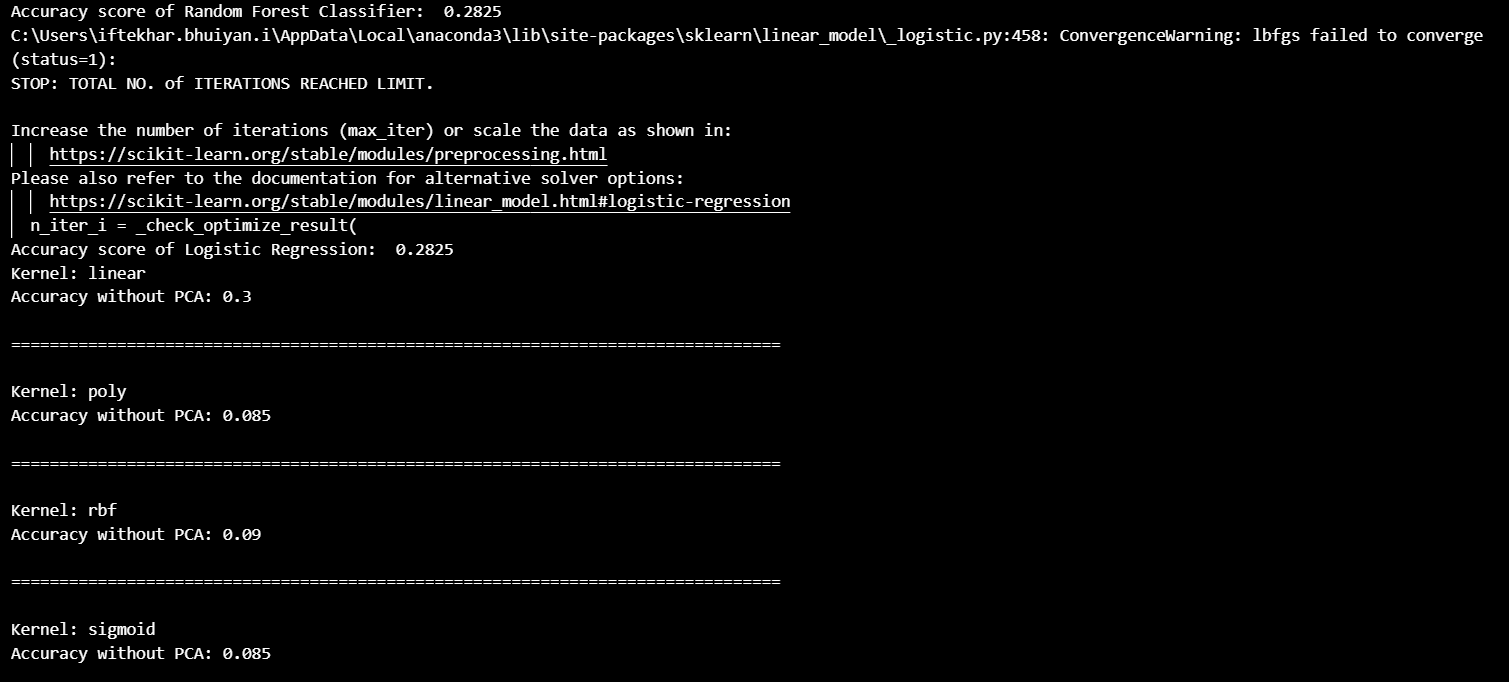 Accuracy score of Random Forest Classifier:  0.2825
C:\Users\iftekhar.bhuiyan.i\AppData\Local\anaconda3\lib\site-packages\sklearn\linear_model\_logistic.py:458: ConvergenceWarning: lbfgs failed to converge
(status=1):
STOP: TOTAL NO. of ITERATIONS REACHED LIMIT.
Increase the number of iterations (max_iter) or scale the data as shown in:
https://scikit-learn.org/stable/modules/preprocessing.html
Please also refer to the documentation for alternative solver options:
https://scikit-learn.org/stable/modules/linear_model.html#logistic-regression
n_iter_i = _check_optimize_result(
Accuracy score of Logistic Regression:  0.2825
Kernel: linear
Accuracy without PCA: 0.3
================================================================================
Kernel: poly
Accuracy without PCA: 0.085
================================================================================
Kernel: rbf
Accuracy without PCA: 0.09
================================================================================
Kernel: sigmoid
Accuracy without PCA: 0.085